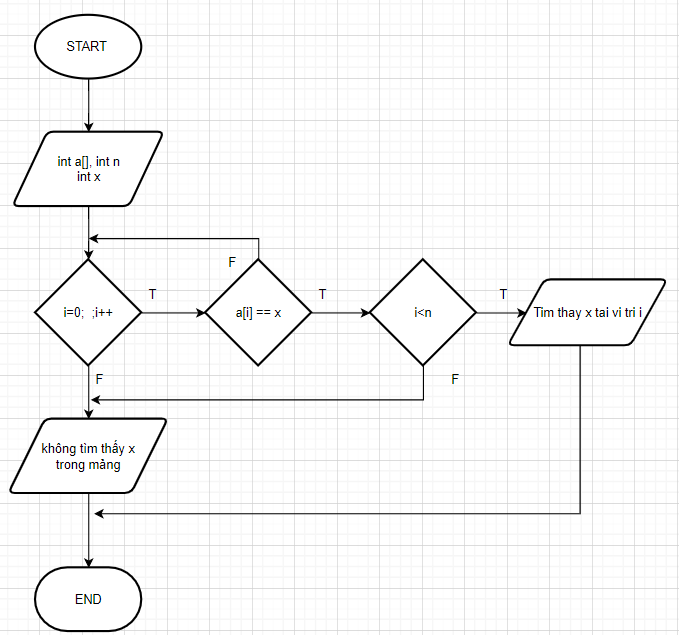 START
int a[], int n
int x
F
i=0; ;i++
T
a[i] == x
T
i<n
T
Tim thay x tai vi tri i
F
F
không tìm thấy x
trong mảng
END